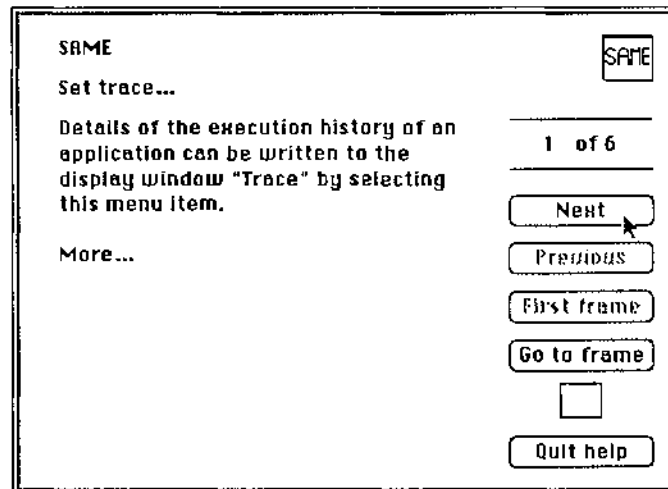 SAME
SAME
Set trace...
Details of the execution history of an
application can be written to the
display window "Trace" by selecting
this menu item.
More...
1 of 6
Next
Previous
First frame
Go to frame
Quit help